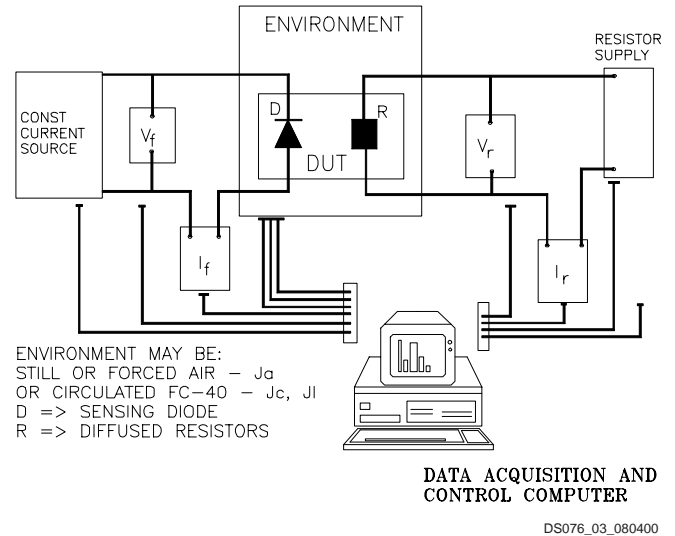 ENVIRONMENT
RESISTOR
SUPPLY
CONST
CURRENT
SOURCE
Vf
D
R
DUT
Vr
If
Ir
ENVIRONMENT MAY BE:
STILL OR FORCED AIR – Ja
OR CIRCULATED FC–40 – Jc, Jl
D => SENSING DIODE
R => DIFFUSED RESISTORS
DATA ACQUISITION AND
CONTROL COMPUTER
DS076_03_080400